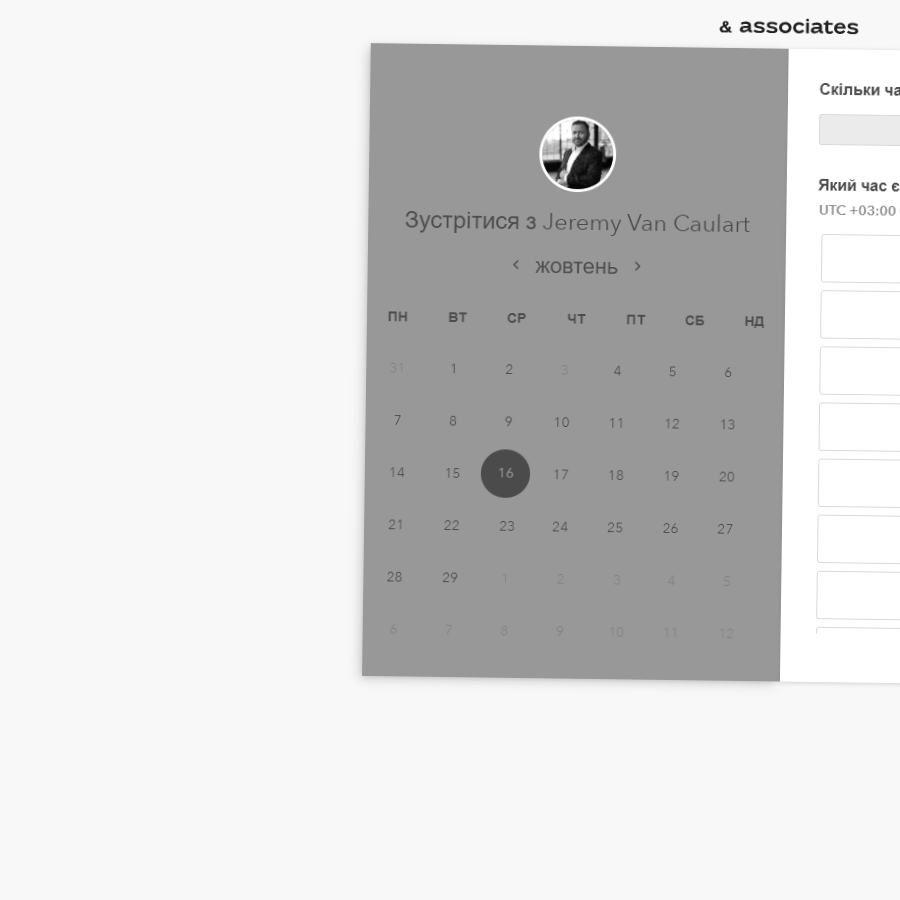 & associates
Зустрітися з Jeremy Van Caulart
жовтень
ПН ВТ СР ЧТ ПТ СБ НД
31 1 2 3 4 5 6
7 8 9 10 11 12 13
14 15 16 17 18 19 20
21 22 23 24 25 26 27
28 29 1 2 3 4 5
6 7 8 9 10 11 12
Скільки ча
Який час є
UTC +03:00